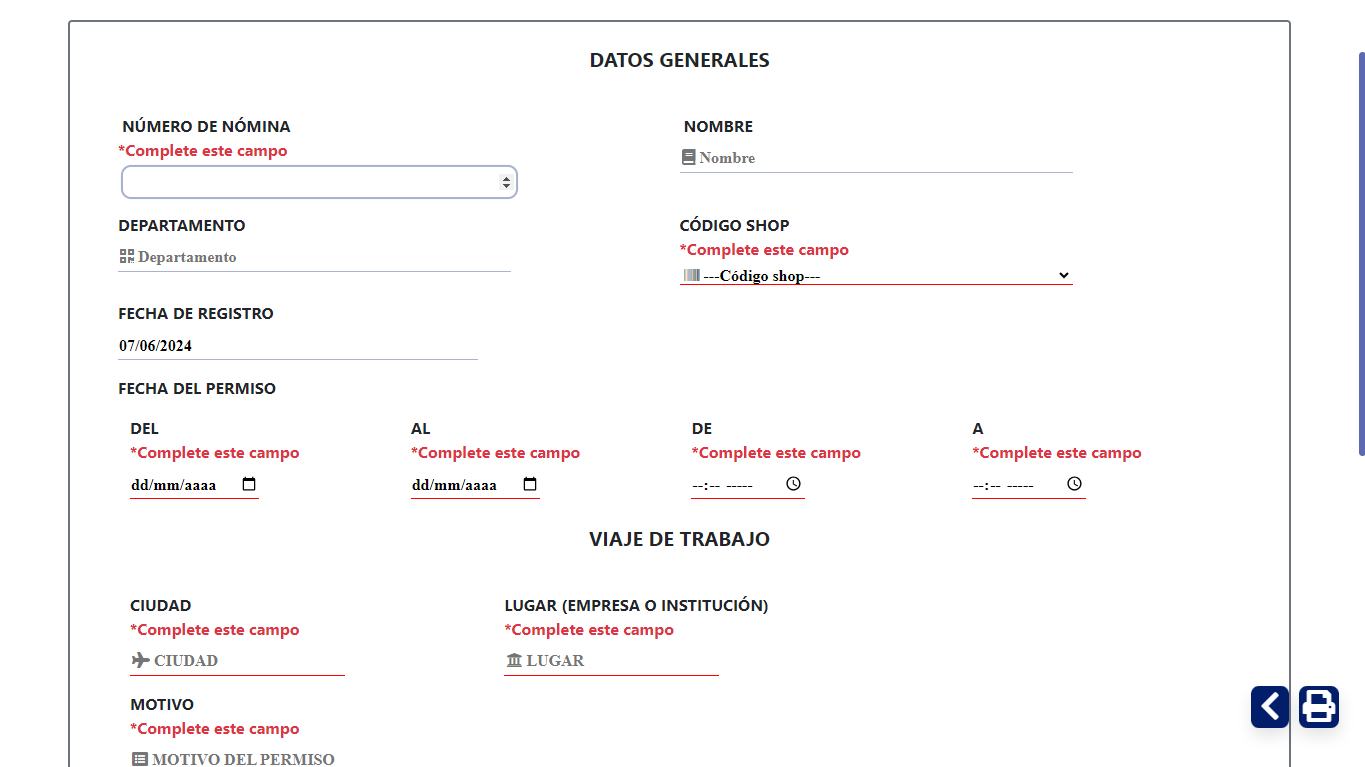 DATOS GENERALES
NÚMERO DE NÓMINA
*Complete este campo
NOMBRE
Nombre
DEPARTAMENTO
Departamento
CÓDIGO SHOP
*Complete este campo
---Código shop---
FECHA DE REGISTRO
07/06/2024
FECHA DEL PERMISO
DEL AL DE A
*Complete este campo *Complete este campo *Complete este campo *Complete este campo
dd/mm/aaaa dd/mm/aaaa --:-- ----- --:-- -----
VIAJE DE TRABAJO
CIUDAD
*Complete este campo
CIUDAD
LUGAR (EMPRESA O INSTITUCIÓN)
*Complete este campo
LUGAR
MOTIVO
*Complete este campo
MOTIVO DEL PERMISO